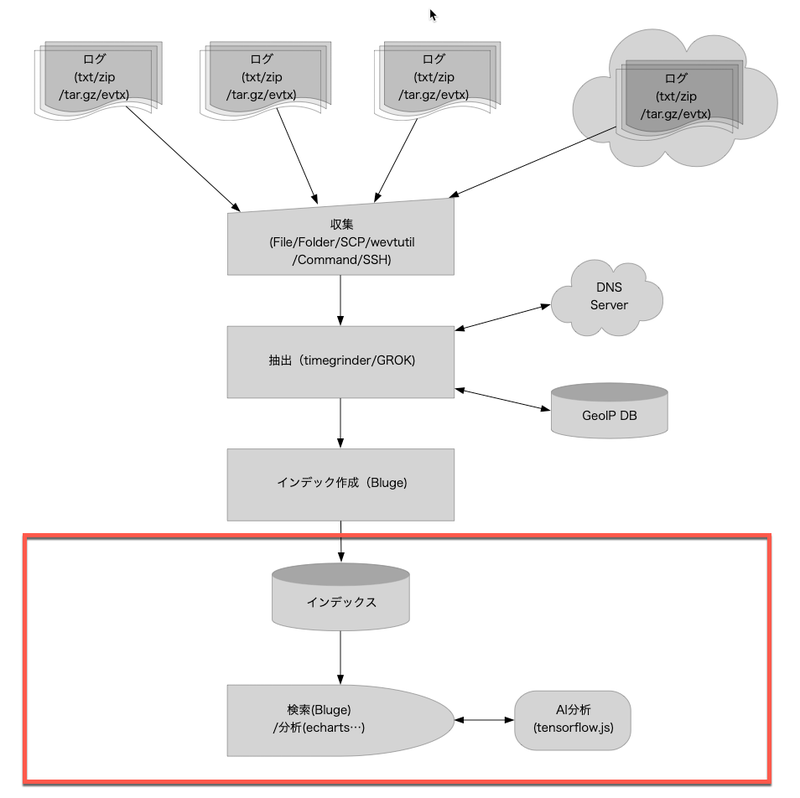 ログ
(txt/zip
/tar.gz/evtx)
ログ
(txt/zip
/tar.gz/evtx)
ログ
(txt/zip
/tar.gz/evtx)
ログ
(txt/zip
/tar.gz/evtx)
収集
(File/Folder/SCP/wevtutil
/Command/SSH)
DNS
Server
抽出（timegrinder/GROK)
GeoIP DB
インデック作成（Bluge)
インデックス
検索(Bluge)
/分析(echarts…)
AI分析
(tensorflow.js)